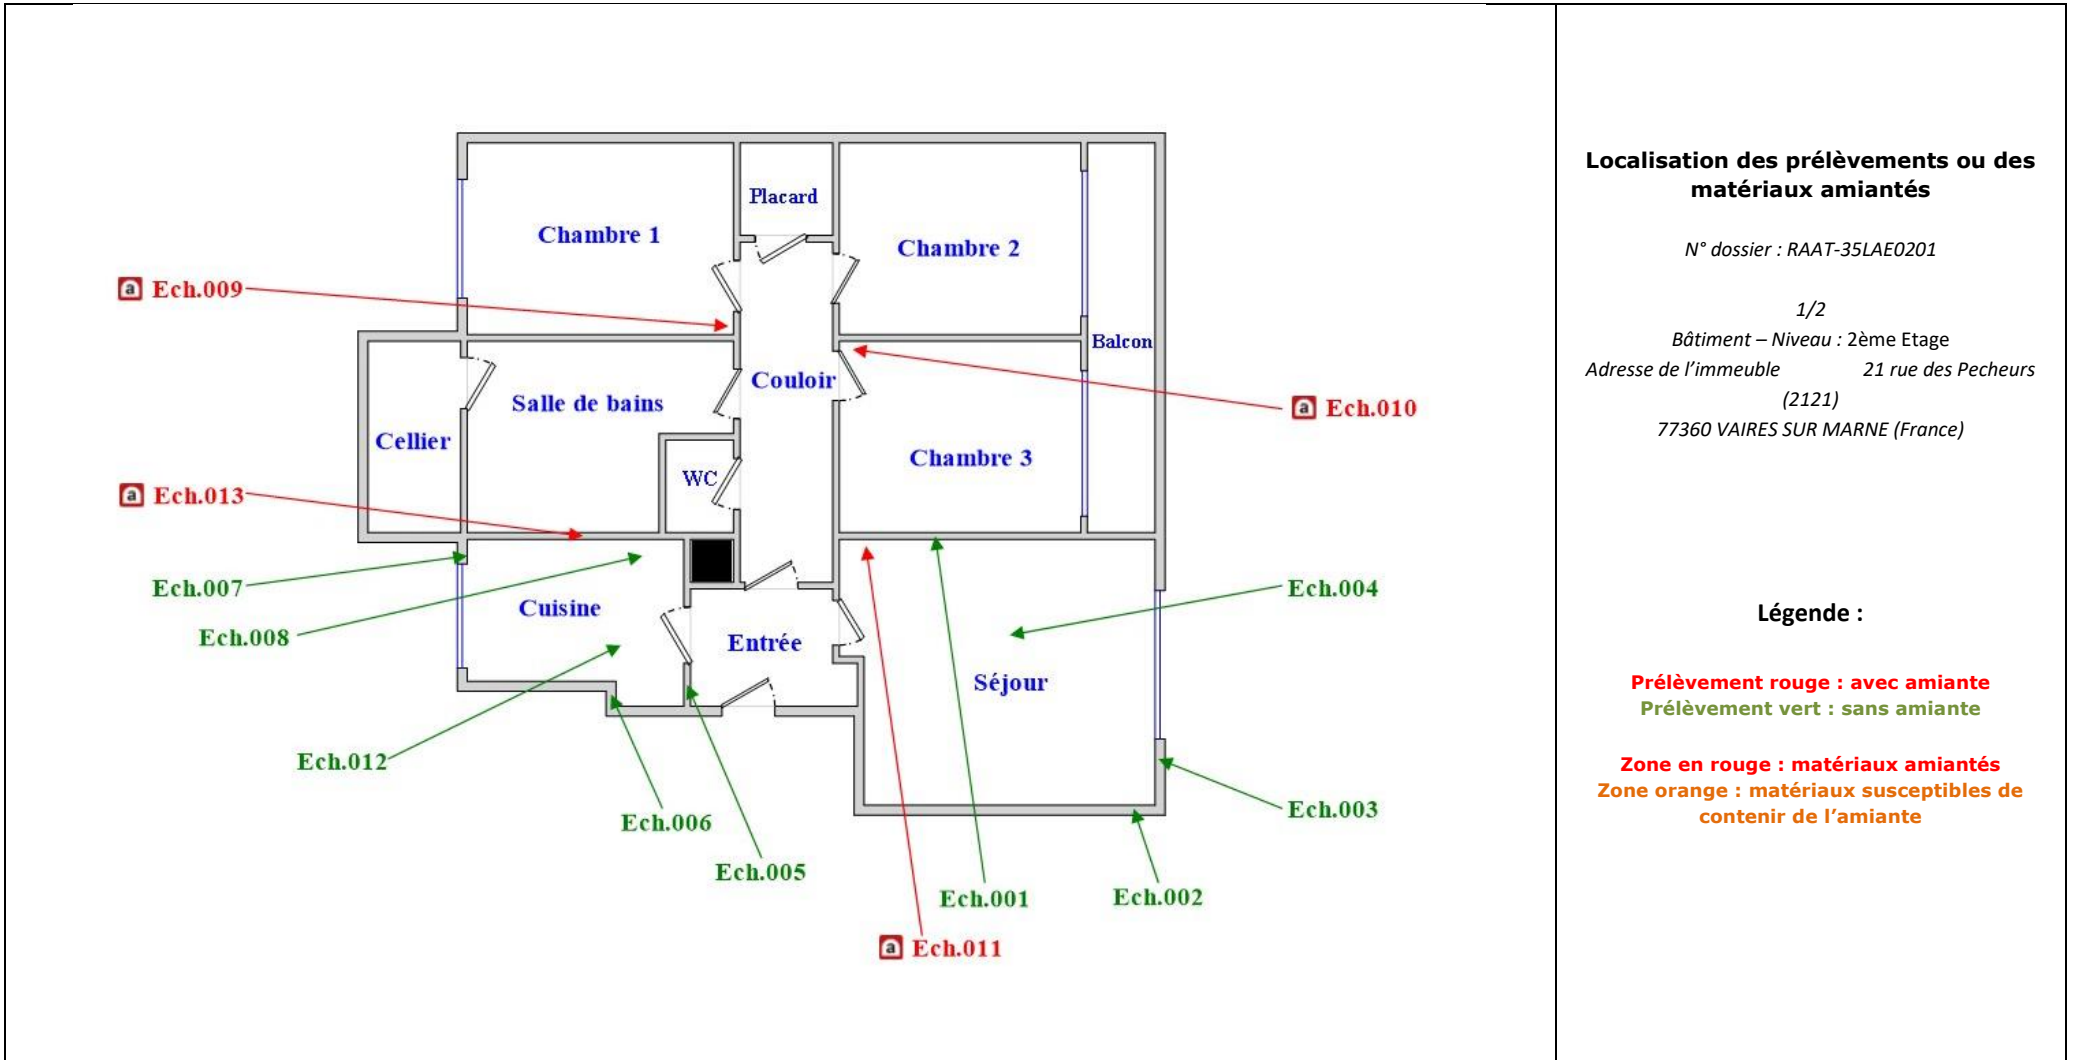 Placard
Chambre 1
Chambre 2
a Ech.009
Balcon
Couloir
Salle de bains
a Ech.010
Cellier
Chambre 3
WC
a Ech.013
Ech.007
Ech.004
Cuisine
Ech.008
Entrée
Séjour
Ech.012
Ech.003
Ech.006
Ech.005
Ech.001
Ech.002
a Ech.011
Localisation des prélèvements ou des
matériaux amiantés
N° dossier : RAAT-35LAE0201
1/2
Bâtiment – Niveau : 2ème Etage
Adresse de l’immeuble 21 rue des Pecheurs
(2121)
77360 VAIRES SUR MARNE (France)
Légende :
Prélèvement rouge : avec amiante
Prélèvement vert : sans amiante
Zone en rouge : matériaux amiantés
Zone orange : matériaux susceptibles de
contenir de l’amiante